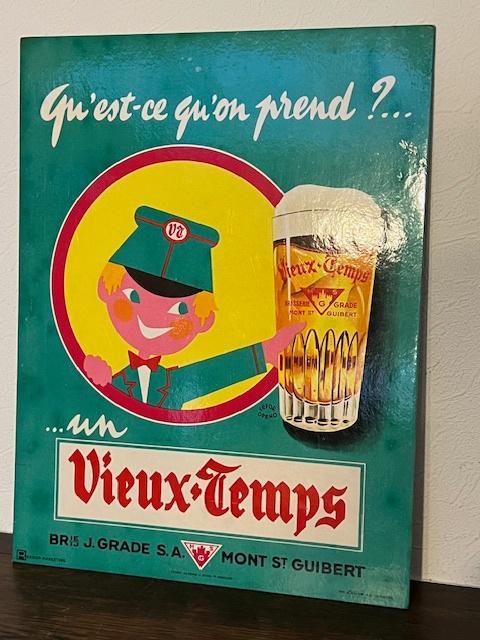 Qu'est-ce qu'on prend ?...
VT
Vieux-Temps
BRASSERIE G GRADE
MONT ST GUIBERT
...un
Vieux-Temps
BRIES J. GRADE S.A. H B G MONT ST GUIBERT